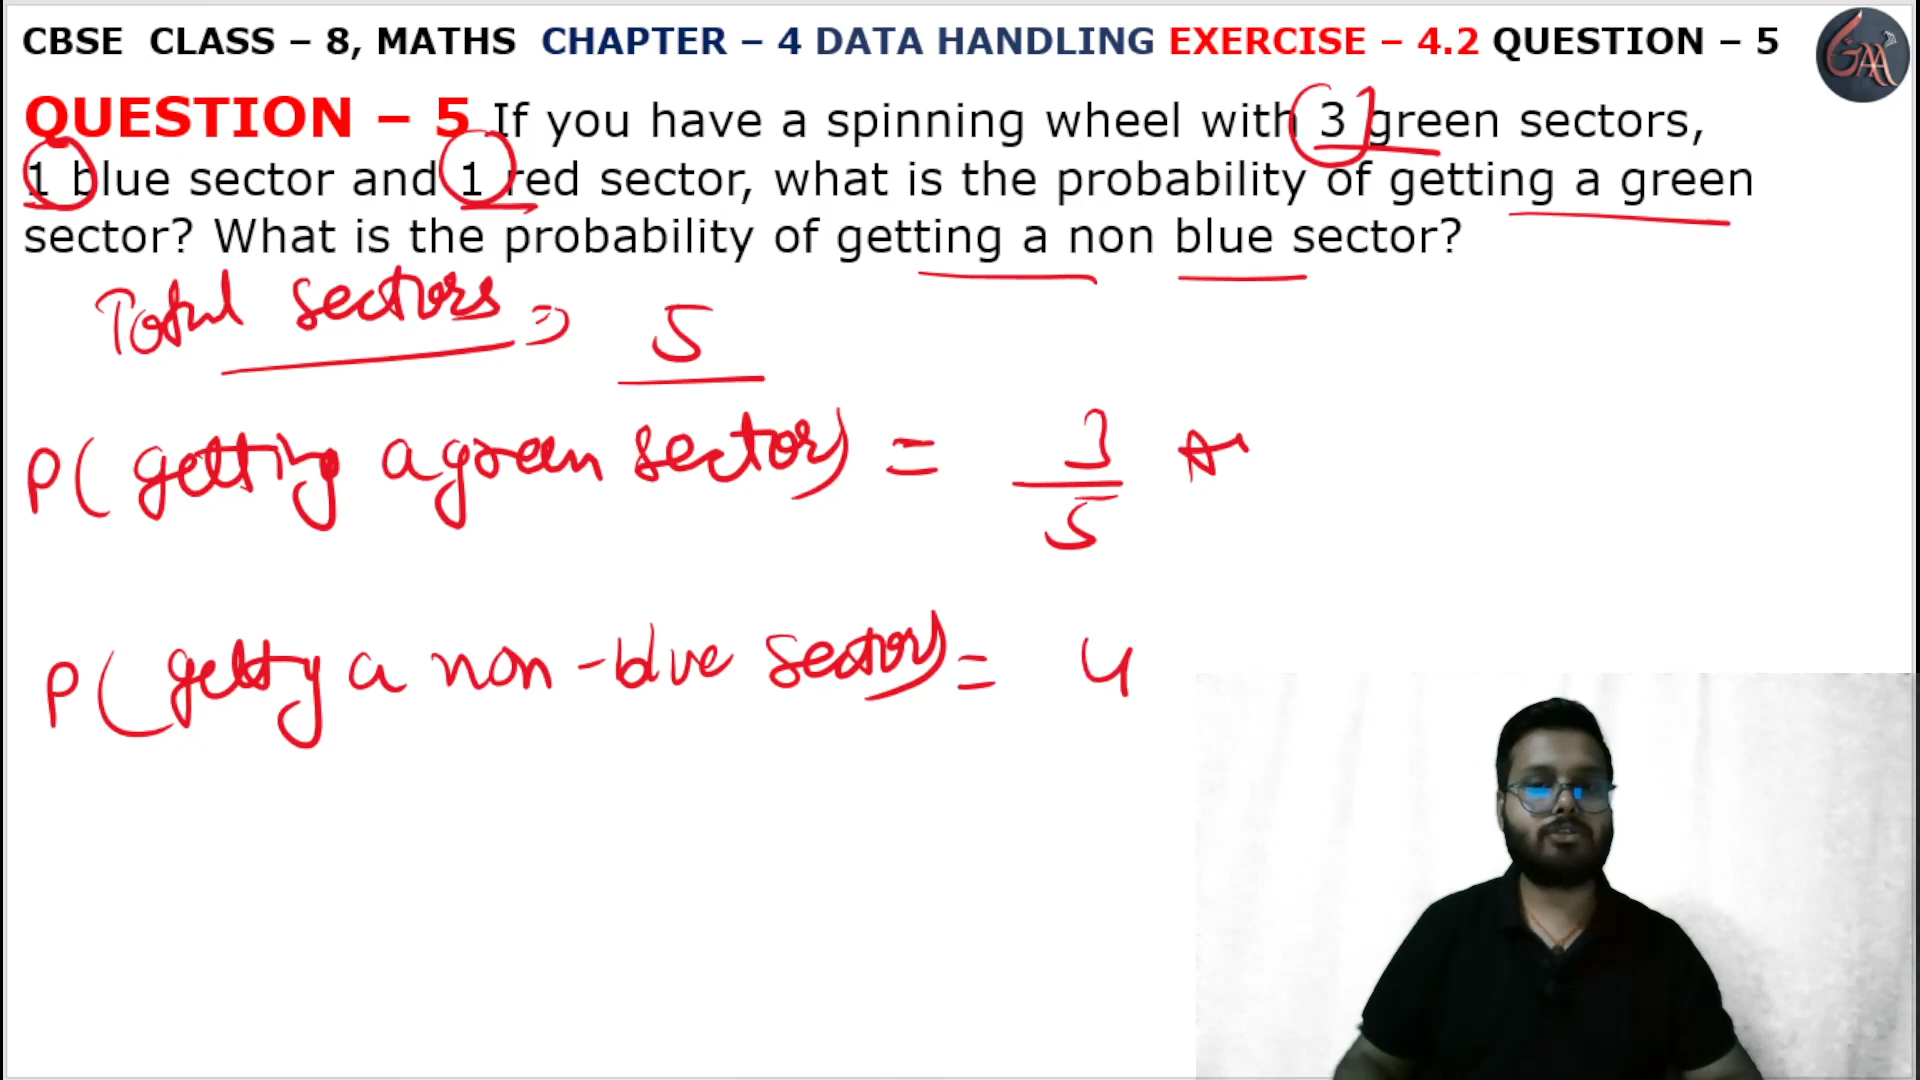 CBSE CLASS – 8, MATHS CHAPTER – 4 DATA HANDLING EXERCISE – 4.2 QUESTION – 5
QUESTION – 5 If you have a spinning wheel with 3 green sectors,
1 blue sector and 1 red sector, what is the probability of getting a green
sector? What is the probability of getting a non blue sector?
Total sectors ⇒ 5
P( getting a green sector) = 3/5
P( getty a non-blue sector) = 4